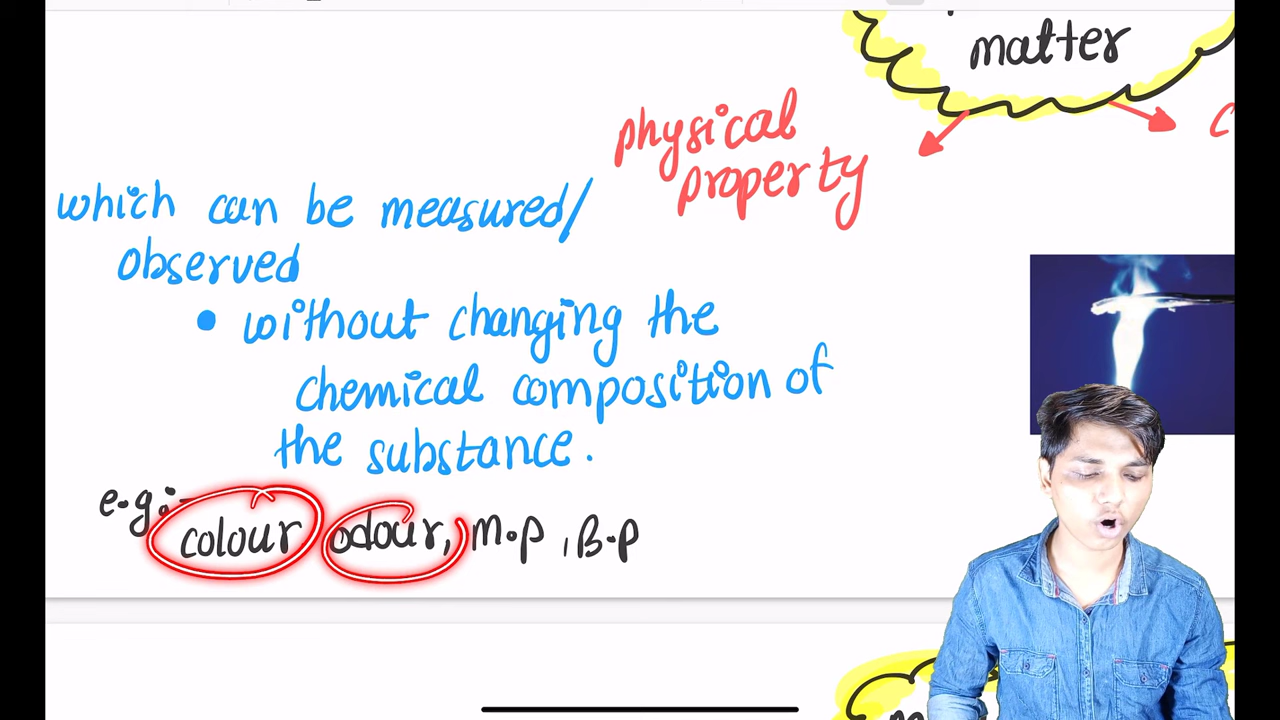 matter
physical
property
which can be measured/
observed
• without changing the
chemical composition of
the substance.
e.g:-
colour odour, M.p, B.p